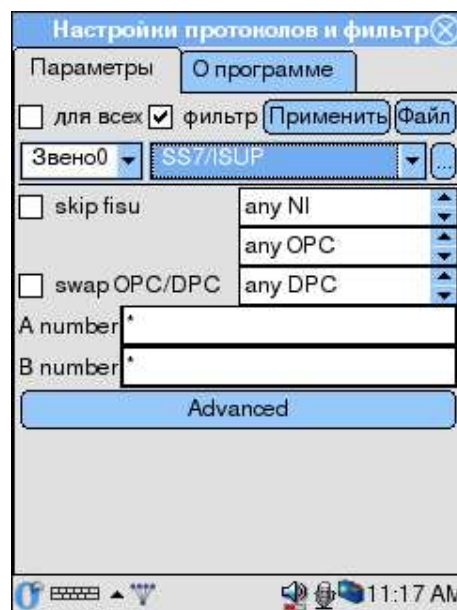 Настройки протоколов и фильтр
Параметры О программе
для всех фильтр Применить Файл
Звено0 SS7/ISUP ...
skip fisu any NI
any OPC
swap OPC/DPC any DPC
A number *
B number *
Advanced
11:17 AM